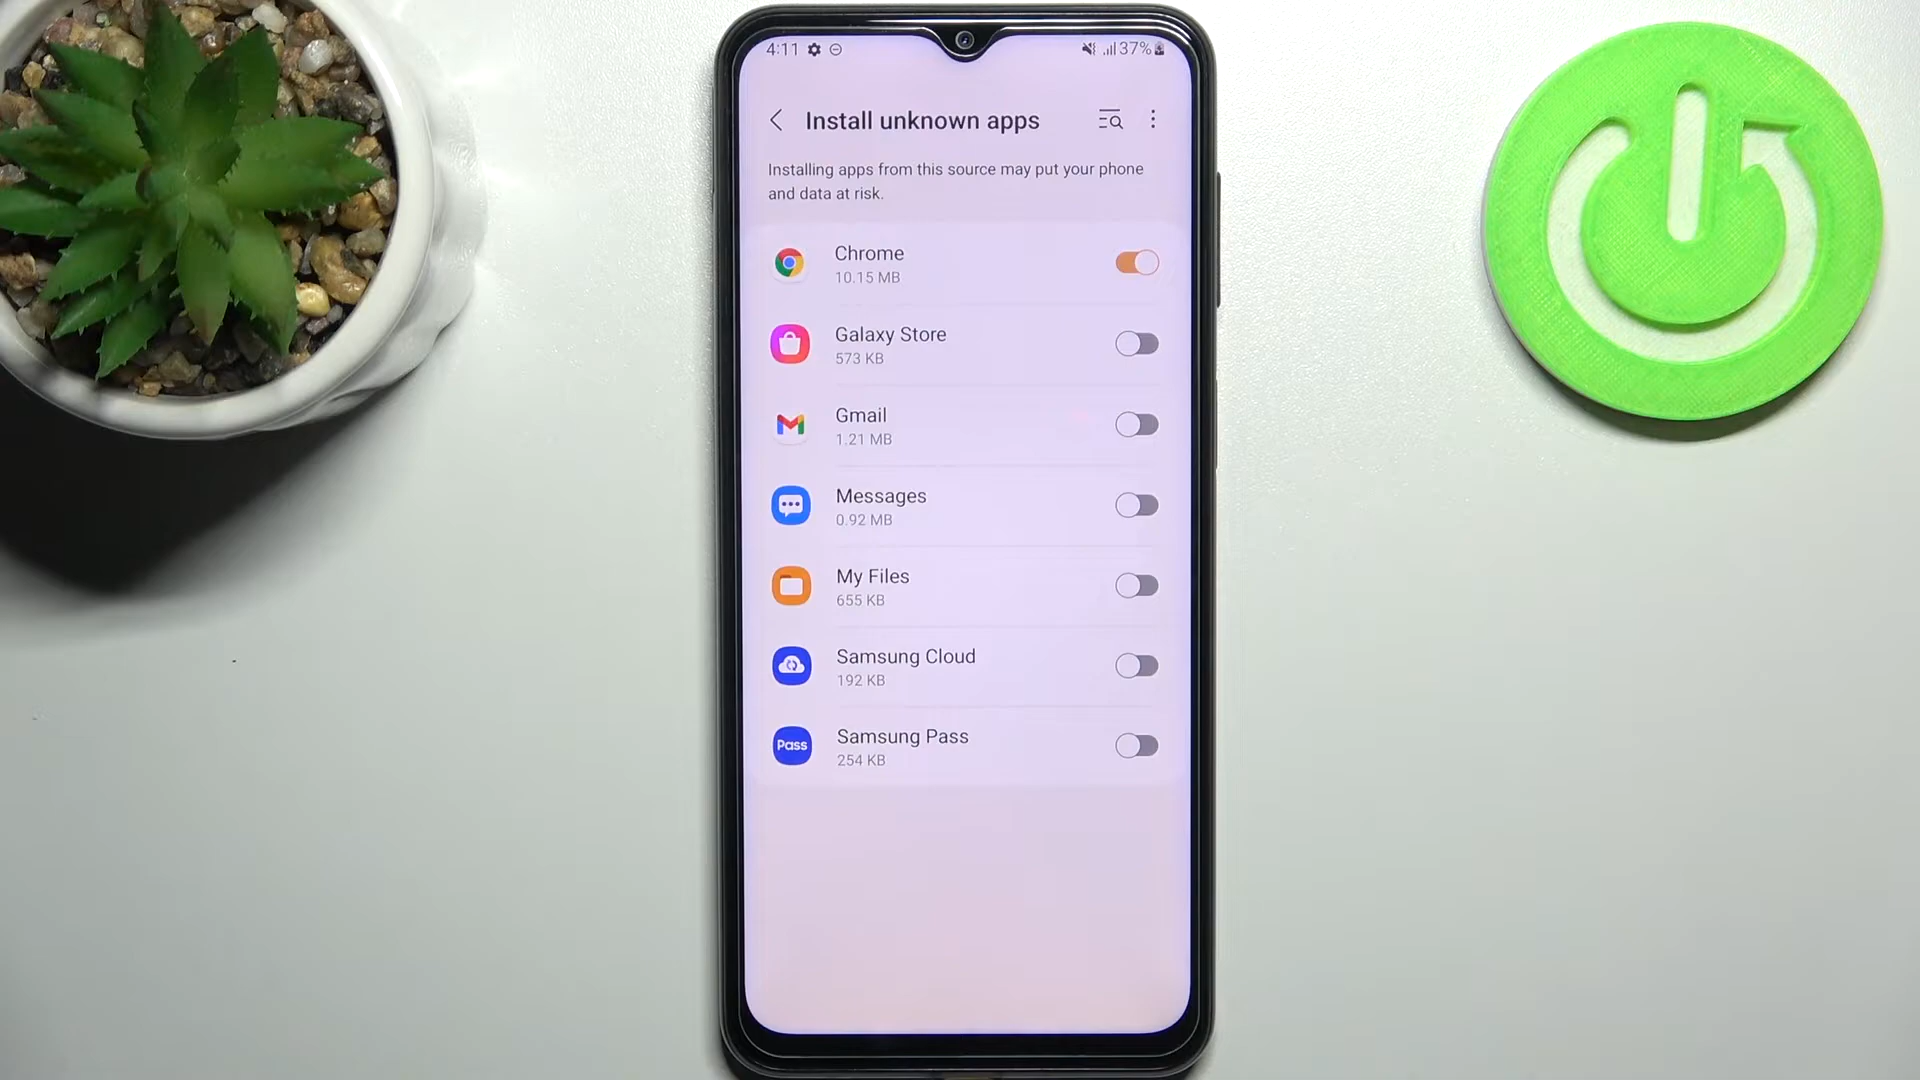 4:11 37%
Install unknown apps
Installing apps from this source may put your phone
and data at risk.
Chrome
10.15 MB
Galaxy Store
573 KB
Gmail
1.21 MB
Messages
0.92 MB
My Files
655 KB
Samsung Cloud
192 KB
Pass
Samsung Pass
254 KB